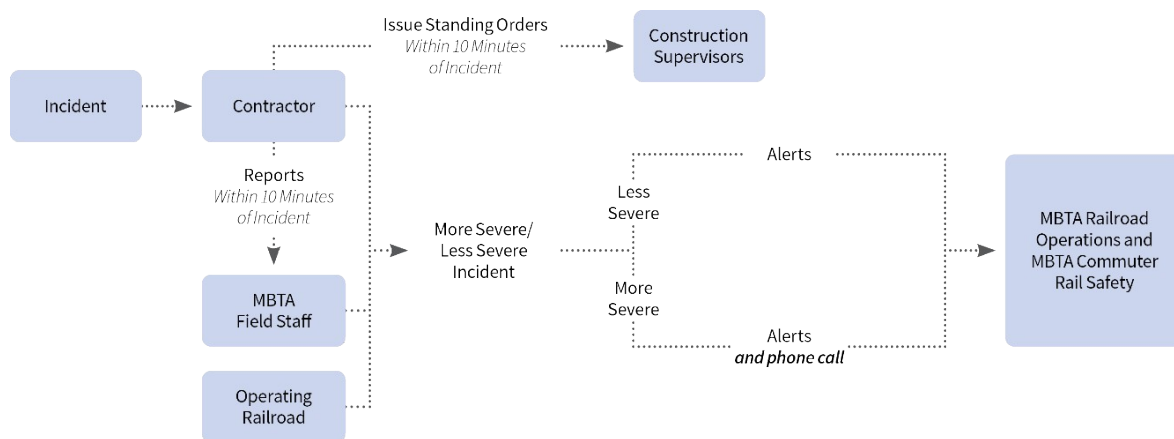 Issue Standing Orders
Within 10 Minutes
of Incident
Construction
Supervisors
Incident
Contractor
Reports
Within 10 Minutes
of Incident
Alerts
Less
Severe
More Severe/
Less Severe
Incident
MBTA Railroad
Operations and
MBTA Commuter
Rail Safety
More
Severe
MBTA
Field Staff
Alerts
and phone call
Operating
Railroad